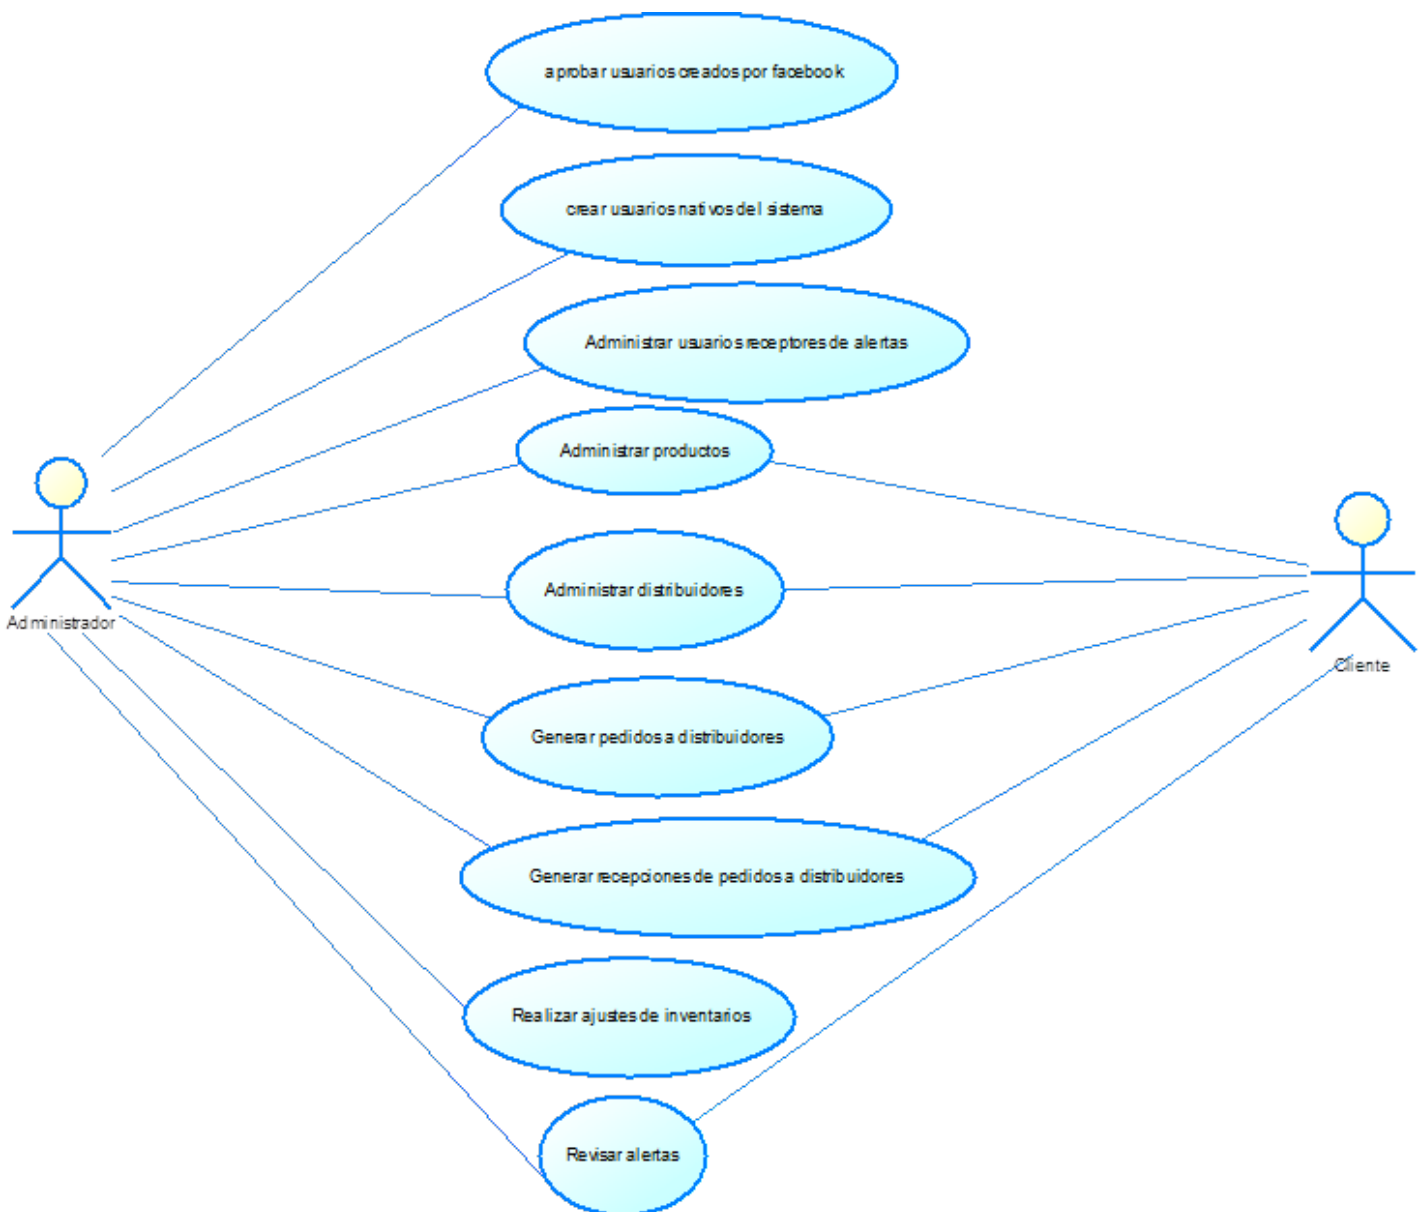 aprobar usuarios creados por facebook
crear usuarios nativos del sistema
Administrar usuarios receptores de alertas
Administrar productos
Administrar distribuidores
Administrador
Cliente
Generar pedidos a distribuidores
Generar recepciones de pedidos a distribuidores
Realizar ajustes de inventarios
Revisar alertas